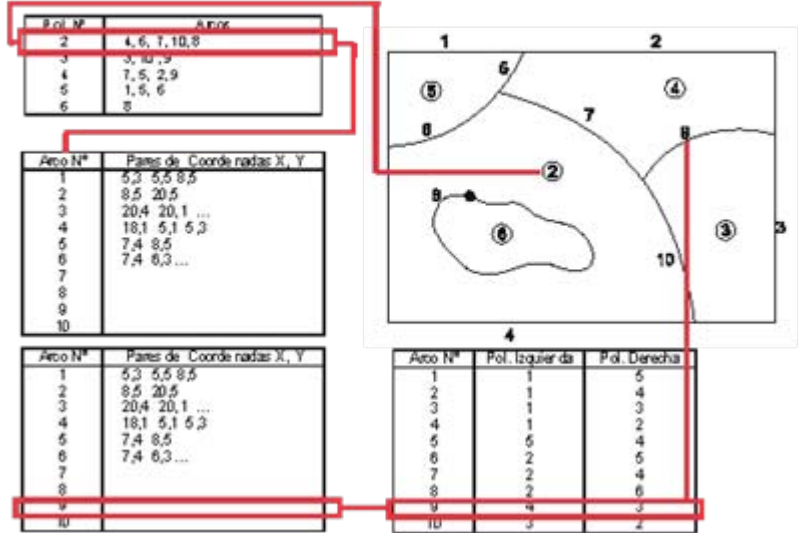 Pol. Nº Arcos
2 4, 6, 7, 10, 8
3 3, 10, 9
4 7, 5, 2, 9
5 1, 5, 6
6 8
1 2
5
4
7
6
2
8
6
3
3
10
4
Arco Nº Pares de Coordenadas X, Y
1 5,3 5,5 8,5
2 8,5 20,5
3 20,4 20,1 ...
4 18,1 5,1 5,3
5 7,4 8,5
6 7,4 6,3 ...
7
8
9
10
Arco Nº Pares de Coordenadas X, Y
1 5,3 5,5 8,5
2 8,5 20,5
3 20,4 20,1 ...
4 18,1 5,1 5,3
5 7,4 8,5
6 7,4 6,3 ...
7
8
9
10
Arco Nº Pol. Izquierda Pol. Derecha
1 1 5
2 1 4
3 1 3
4 1 2
5 5 4
6 2 5
7 2 4
8 2 6
9 4 3
10 3 2